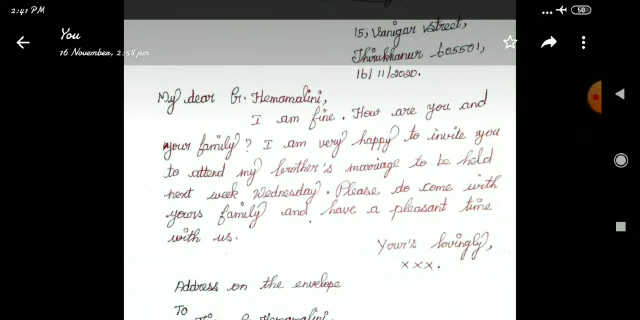 2:41 PM
50
You
16 November, 2:58 pm
15, Vanigar Street,
Thirukkanur -605501,
16/11/2020.
My dear G. Hemamalini,
I am fine. How are you and
your family? I am very happy to invite you
to attend my brother's marriage to be held
next week Wednesday. Please do come with
yours family and have a pleasant time
with us.
Your's lovingly,
xxx.
Address on the envelope
To
G. Hemamalini,